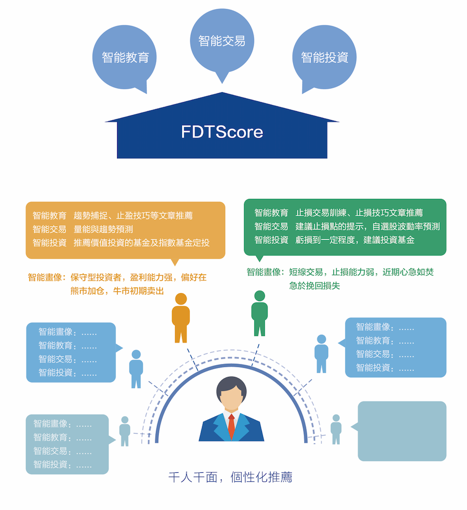 智能教育
智能交易
智能投資
FDTScore
智能教育 趨勢捕捉、止盈技巧等文章推薦
智能交易 量能與趨勢預測
智能投資 推薦價值投資的基金及指數基金定投
智能畫像：保守型投資者，盈利能力强，偏好在
熊市加仓，牛市初期卖出
智能教育 止損交易訓練、止損技巧文章推薦
智能交易 建議止損點的提示，自選股波動率預測
智能投資 虧損到一定程度，建議投資基金
智能畫像：短線交易，止損能力弱，近期心急如焚
急於挽回損失
智能畫像：……
智能教育：……
智能交易：……
智能投資：……
智能畫像：……
智能教育：……
智能交易：……
智能投資：……
智能畫像：……
智能教育：……
智能交易：……
智能投資：……
千人千面，個性化推薦